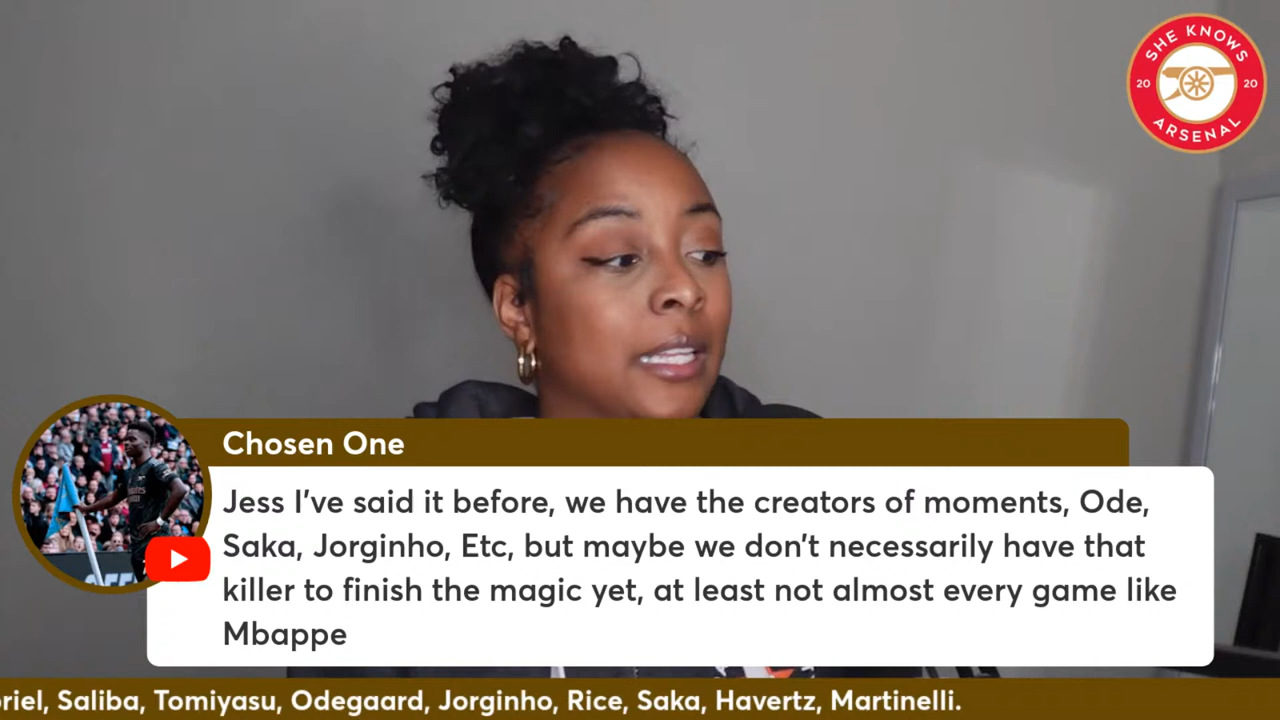 SHE KNOWS
20 20
ARSENAL
Chosen One
Jess I've said it before, we have the creators of moments, Ode,
Saka, Jorginho, Etc, but maybe we don't necessarily have that
killer to finish the magic yet, at least not almost every game like
Mbappe
riel, Saliba, Tomiyasu, Odegaard, Jorginho, Rice, Saka, Havertz, Martinelli.